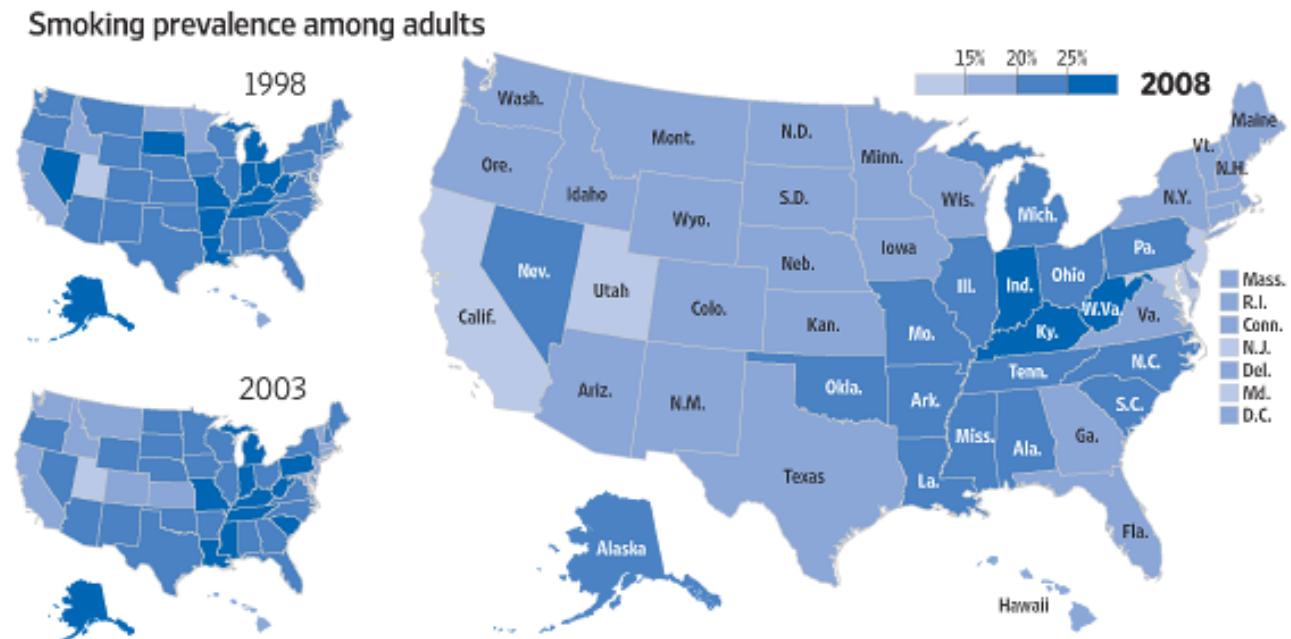 Smoking prevalence among adults
1998
2003
15% 20% 25%
2008
Wash.
Mont.
N.D.
Minn.
Maine
Vt.
N.H.
Ore.
Idaho
S.D.
Wis.
N.Y.
Wyo.
Mich.
Iowa
Pa.
Nev.
Neb.
Ill.
Ind.
Ohio
Utah
Colo.
W.Va.
Va.
Calif.
Kan.
Mo.
Ky.
Ariz.
N.M.
Okla.
Ark.
Tenn.
N.C.
S.C.
Miss.
Ala.
Ga.
Texas
La.
Fla.
Alaska
Hawaii
Mass.
R.I.
Conn.
N.J.
Del.
Md.
D.C.